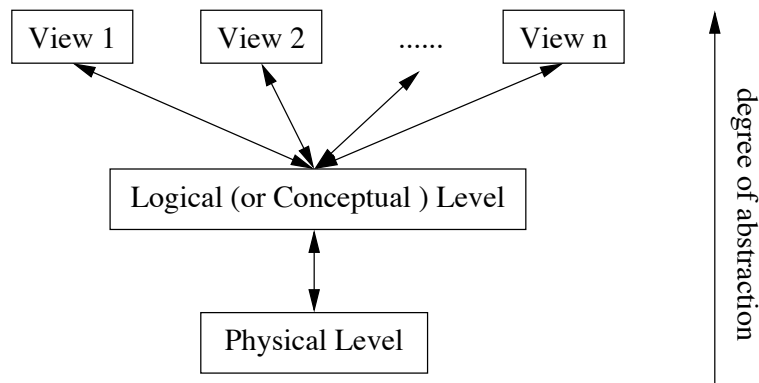 View 1
View 2
......
View n
Logical (or Conceptual ) Level
Physical Level
degree of abstraction